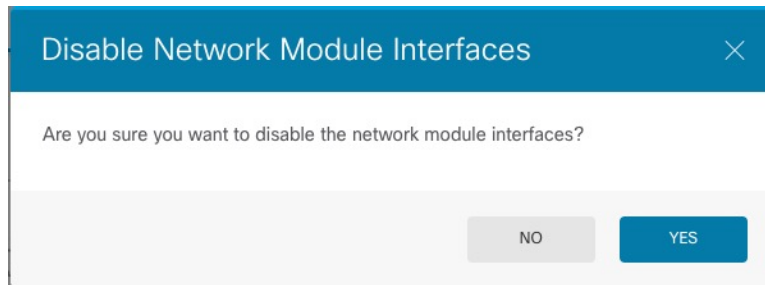 Disable Network Module Interfaces
Are you sure you want to disable the network module interfaces?
NO
YES